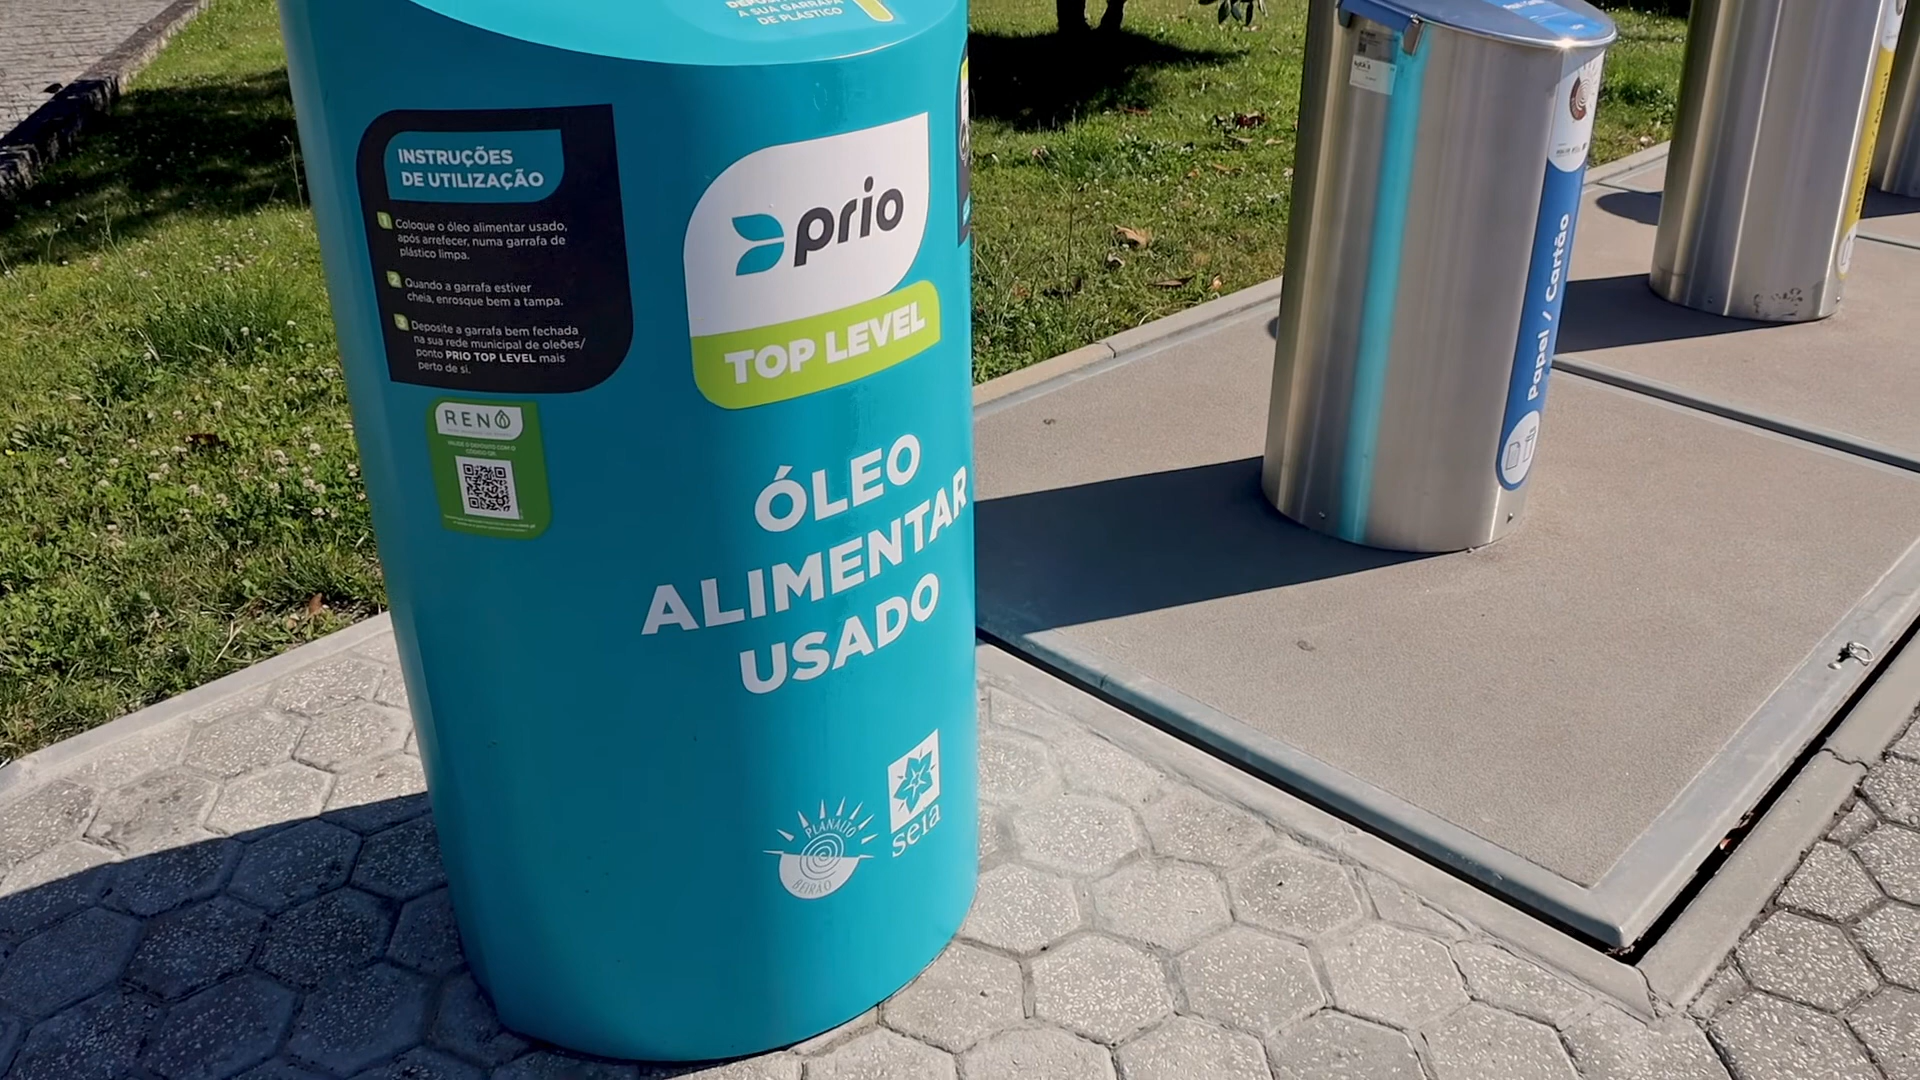 A SUA GARRAFA
DE PLÁSTICO
INSTRUÇÕES
DE UTILIZAÇÃO
1 Coloque o óleo alimentar usado,
após arrefecer, numa garrafa de
plástico limpa.
2 Quando a garrafa estiver
cheia, enrosque bem a tampa.
3 Deposite a garrafa bem fechada
na sua rede municipal de oleões/
ponto PRIO TOP LEVEL mais
perto de si.
RENO
CÓDIGO QR
prio
TOP LEVEL
ÓLEO
ALIMENTAR
USADO
PLANALTO
BEIRÃO
seia
Papel / Cartão